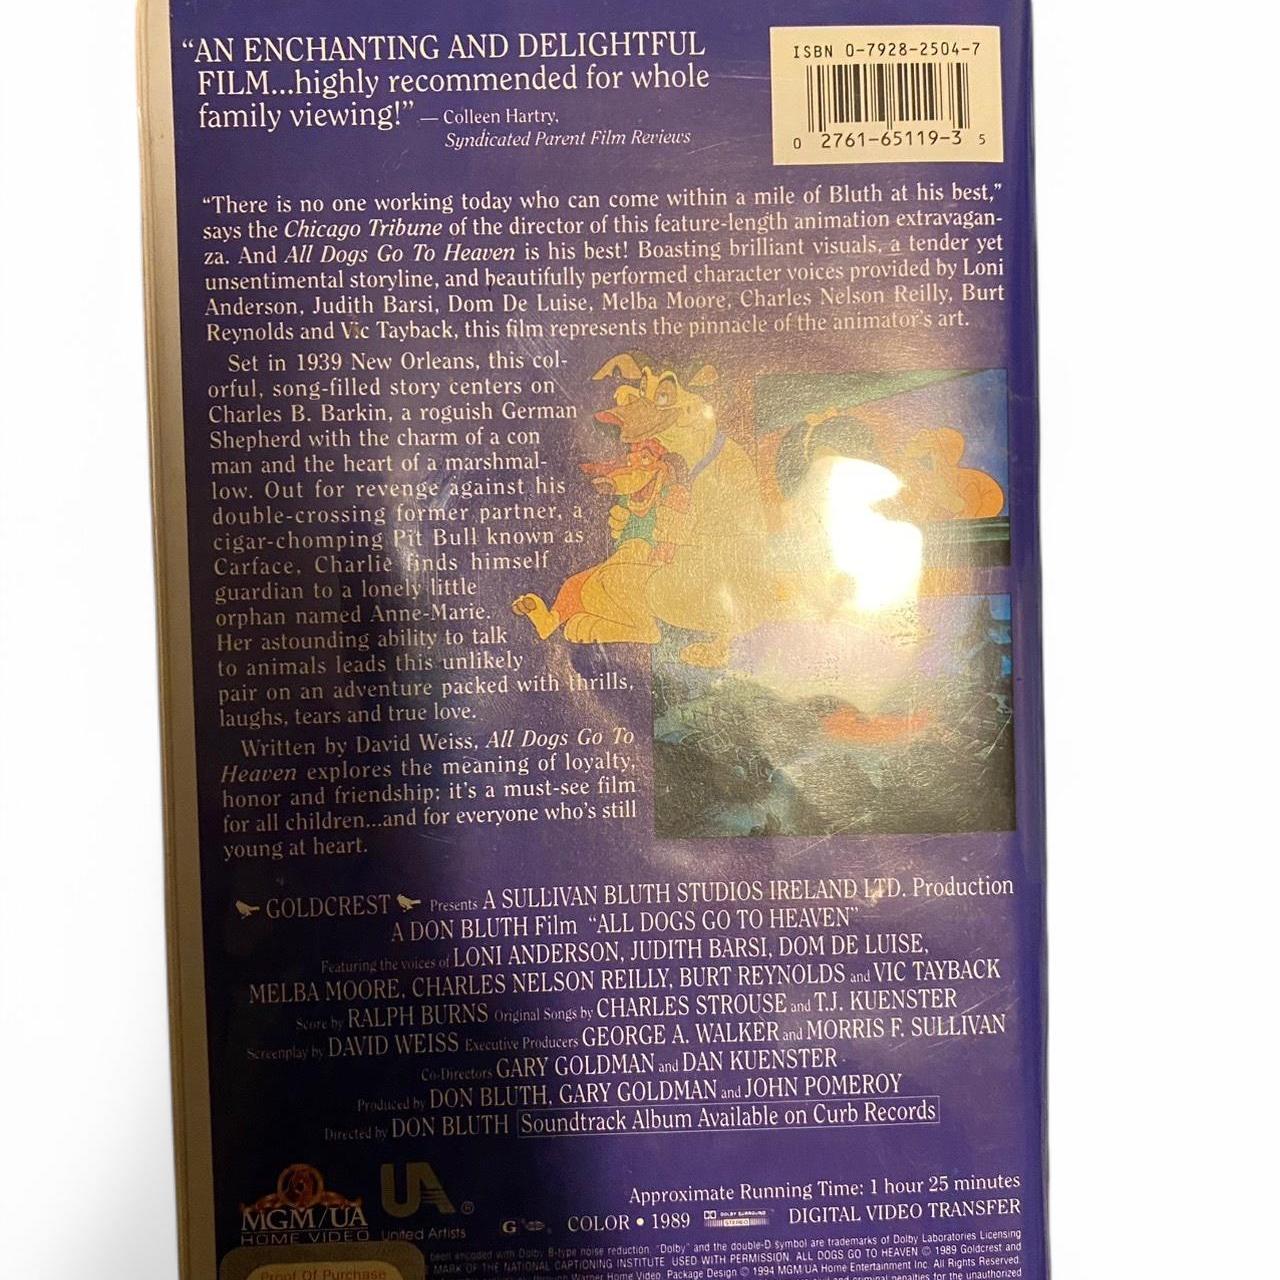 “AN ENCHANTING AND DELIGHTFUL
FILM...highly recommended for whole
family viewing!” — Colleen Hartry,
Syndicated Parent Film Reviews
ISBN 0-7928-2504-7
0 2761-65119-3 5
“There is no one working today who can come within a mile of Bluth at his best,”
says the Chicago Tribune of the director of this feature-length animation extravagan-
za. And All Dogs Go To Heaven is his best! Boasting brilliant visuals, a tender yet
unsentimental storyline, and beautifully performed character voices provided by Loni
Anderson, Judith Barsi, Dom De Luise, Melba Moore, Charles Nelson Reilly, Burt
Reynolds and Vic Tayback, this film represents the pinnacle of the animator's art.
Set in 1939 New Orleans, this col-
orful, song-filled story centers on
Charles B. Barkin, a roguish German
Shepherd with the charm of a con
man and the heart of a marshmal-
low. Out for revenge against his
double-crossing former partner, a
cigar-chomping Pit Bull known as
Carface, Charlie finds himself
guardian to a lonely little
orphan named Anne-Marie.
Her astounding ability to talk
to animals leads this unlikely
pair on an adventure packed with thrills,
laughs, tears and true love.
Written by David Weiss, All Dogs Go To
Heaven explores the meaning of loyalty,
honor and friendship; it's a must-see film
for all children...and for everyone who's still
young at heart.
GOLDCREST Presents A SULLIVAN BLUTH STUDIOS IRELAND LTD. Production
A DON BLUTH Film “ALL DOGS GO TO HEAVEN”
Featuring the voices of LONI ANDERSON, JUDITH BARSI, DOM DE LUISE,
MELBA MOORE, CHARLES NELSON REILLY, BURT REYNOLDS and VIC TAYBACK
Score by RALPH BURNS Original Songs by CHARLES STROUSE and T.J. KUENSTER
Screenplay by DAVID WEISS Executive Producers GEORGE A. WALKER and MORRIS F. SULLIVAN
Co-Directors GARY GOLDMAN and DAN KUENSTER
Produced by DON BLUTH, GARY GOLDMAN and JOHN POMEROY
Directed by DON BLUTH Soundtrack Album Available on Curb Records
MGM/UA
HOME VIDEO
UA ®
United Artists
Approximate Running Time: 1 hour 25 minutes
G COLOR • 1989 DOLBY SURROUND STEREO DIGITAL VIDEO TRANSFER
been encoded with Dolby B-type noise reduction. "Dolby" and the double-D symbol are trademarks of Dolby Laboratories Licensing
MARK OF THE NATIONAL CAPTIONING INSTITUTE USED WITH PERMISSION. ALL DOGS GO TO HEAVEN © 1989 Goldcrest and
Warner Home Video. Package Design © 1994 MGM/UA Home Entertainment Inc. All Rights Reserved.
criminal penalties for the unauthorized
Proof Of Purchase